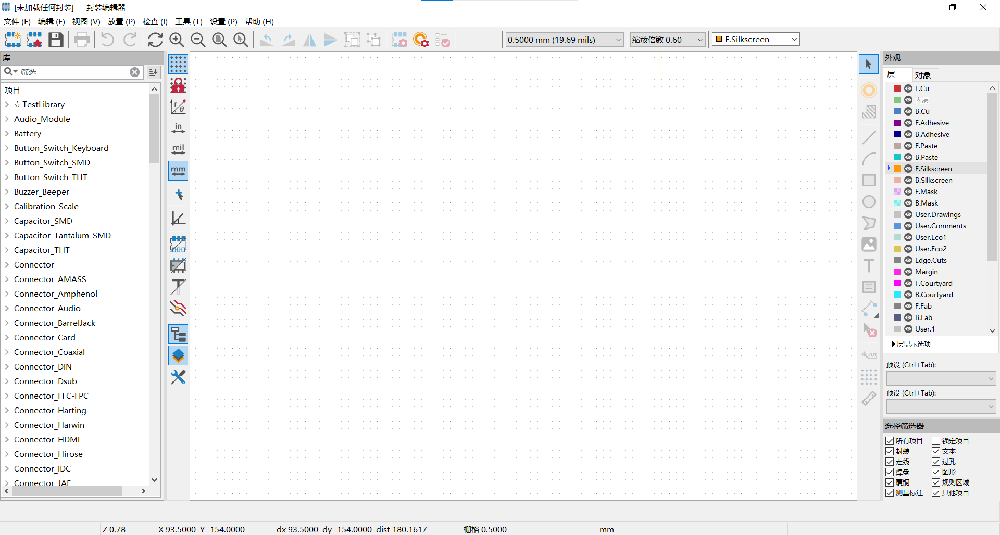 [未加载任何封装] — 封装编辑器
文件 (F) 编辑 (E) 视图 (V) 放置 (P) 检查 (I) 工具 (T) 设置 (P) 帮助 (H)
0.5000 mm (19.69 mils) 缩放倍数 0.60 F.Silkscreen
库
筛选
项目
☆ TestLibrary
Audio_Module
Battery
Button_Switch_Keyboard
Button_Switch_SMD
Button_Switch_THT
Buzzer_Beeper
Calibration_Scale
Capacitor_SMD
Capacitor_Tantalum_SMD
Capacitor_THT
Connector
Connector_AMASS
Connector_Amphenol
Connector_Audio
Connector_BarrelJack
Connector_Card
Connector_Coaxial
Connector_DIN
Connector_Dsub
Connector_FFC-FPC
Connector_Harting
Connector_Harwin
Connector_HDMI
Connector_Hirose
Connector_IDC
Connector_JAE
r θ
in
mil
mm
(0,0)
外观
层 对象
F.Cu
内层
B.Cu
F.Adhesive
B.Adhesive
F.Paste
B.Paste
F.Silkscreen
B.Silkscreen
F.Mask
B.Mask
User.Drawings
User.Comments
User.Eco1
User.Eco2
Edge.Cuts
Margin
F.Courtyard
B.Courtyard
F.Fab
B.Fab
User.1
层显示选项
预设 (Ctrl+Tab):
---
预设 (Ctrl+Tab):
---
选择筛选器
所有项目 锁定项目
封装 文本
走线 过孔
焊盘 图形
覆铜 规则区域
测量标注 其他项目
Z 0.78 X 93.5000 Y -154.0000 dx 93.5000 dy -154.0000 dist 180.1617 栅格 0.5000 mm